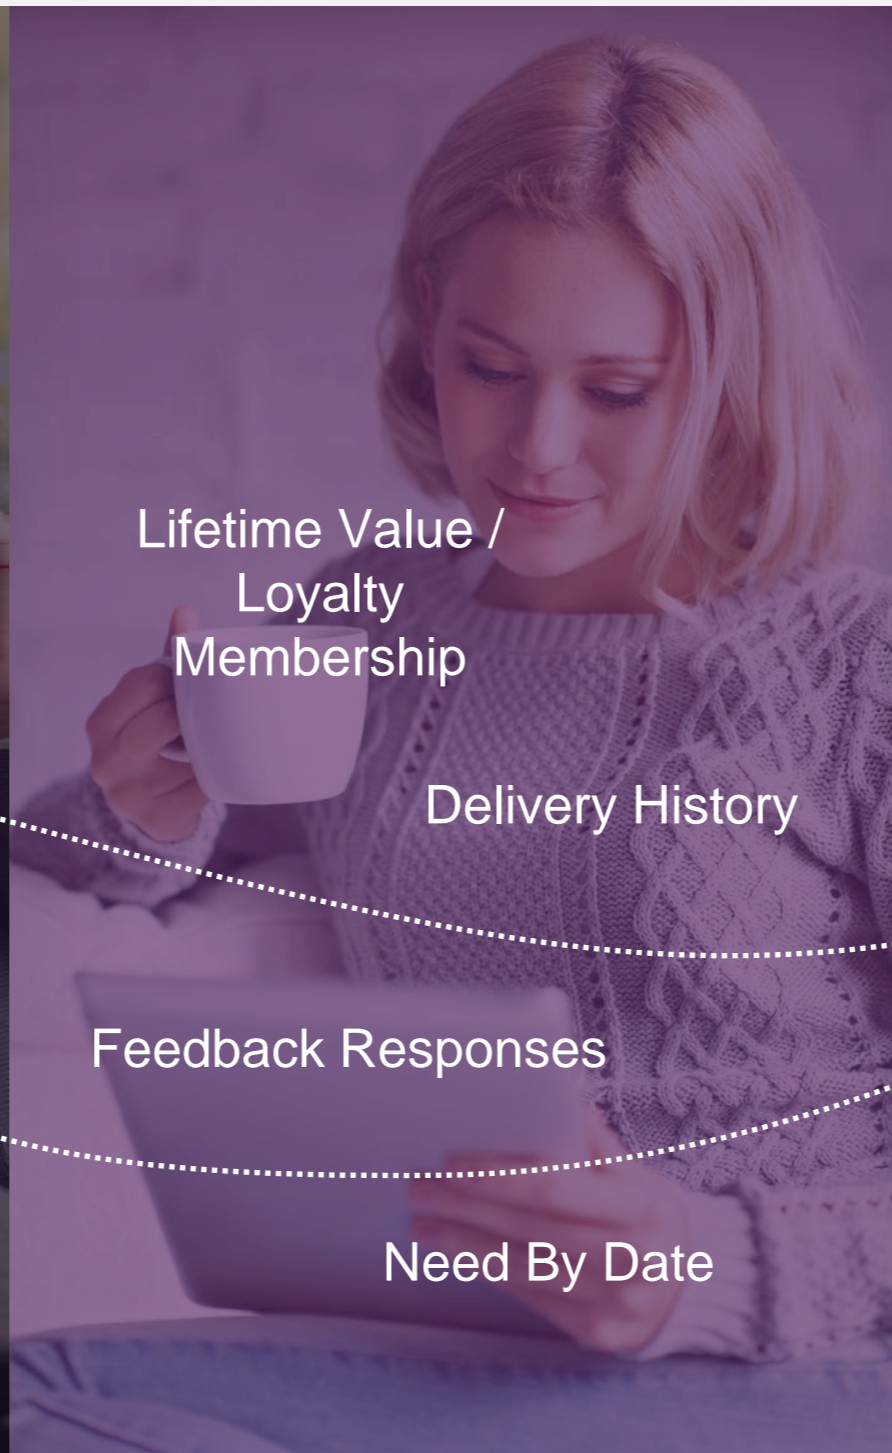 Lifetime Value /
Loyalty
Membership
Delivery History
Feedback Responses
Need By Date